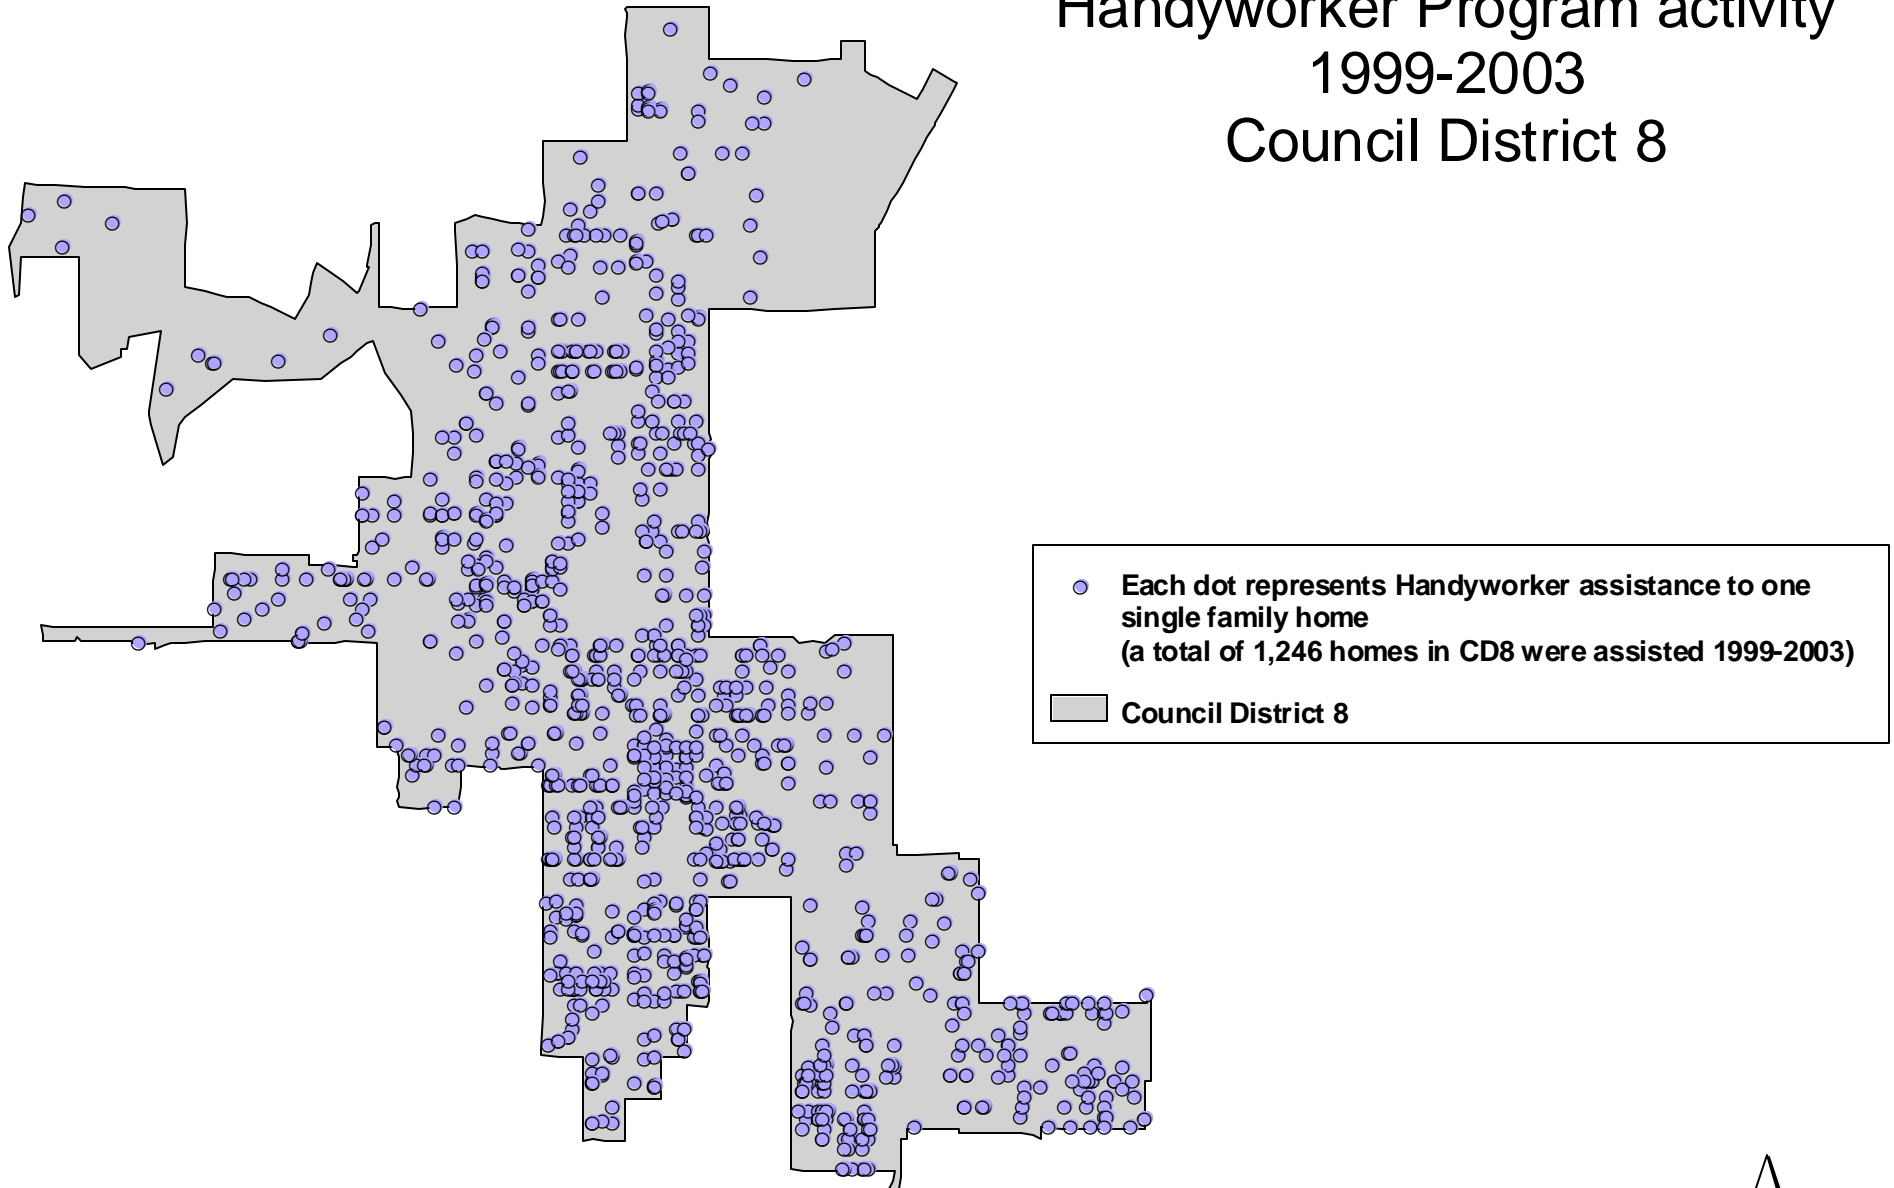 Handyworker Program activity
1999-2003
Council District 8
Each dot represents Handyworker assistance to one
single family home
(a total of 1,246 homes in CD8 were assisted 1999-2003)
Council District 8